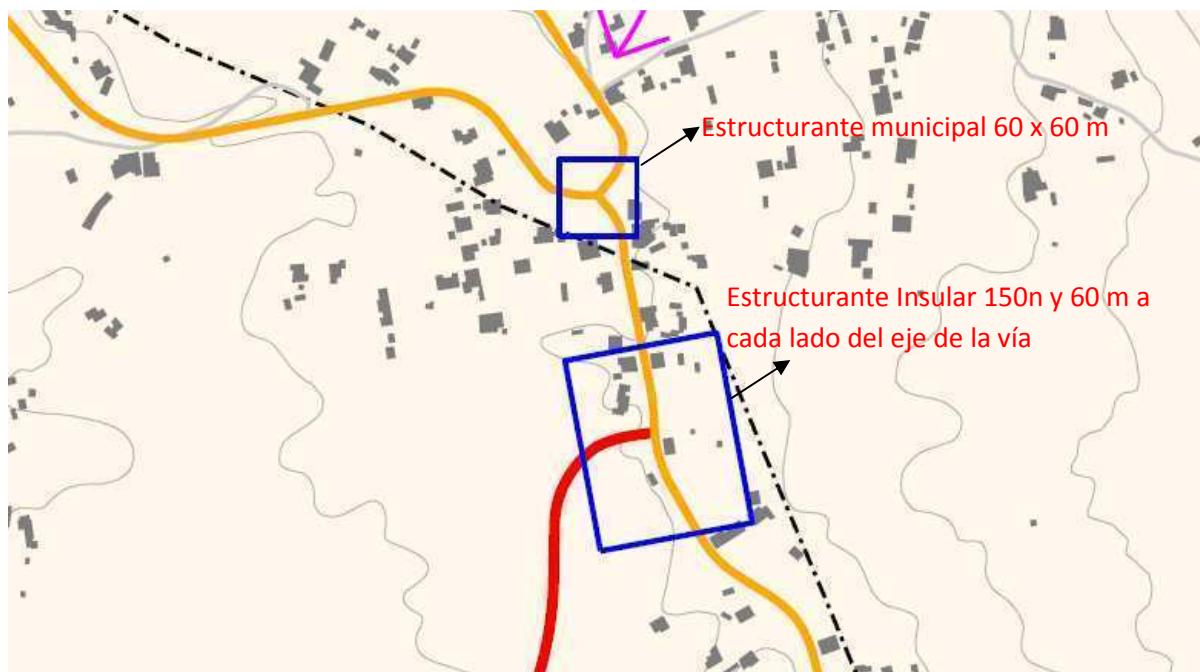 Estructurante municipal 60 x 60 m
Estructurante Insular 150n y 60 m a
cada lado del eje de la vía